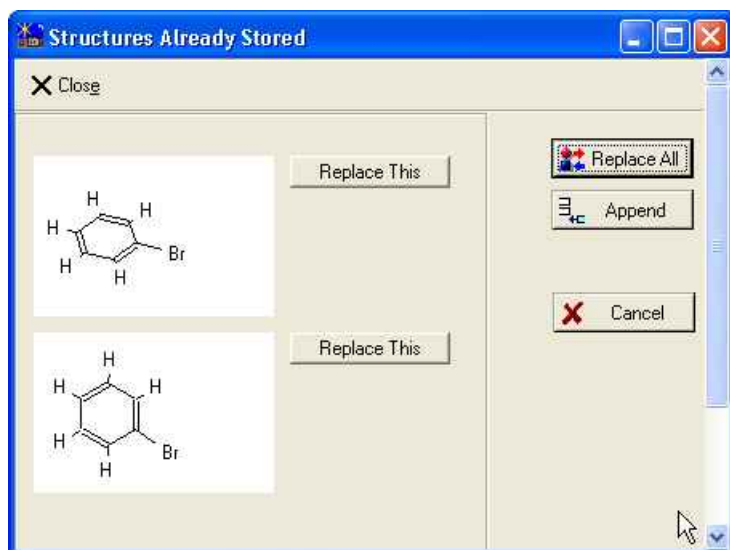 Structures Already Stored
Close
Replace This
Replace All
H
H
Append
H
Br
H
H
Cancel
Replace This
H
H
H
H
Br
H